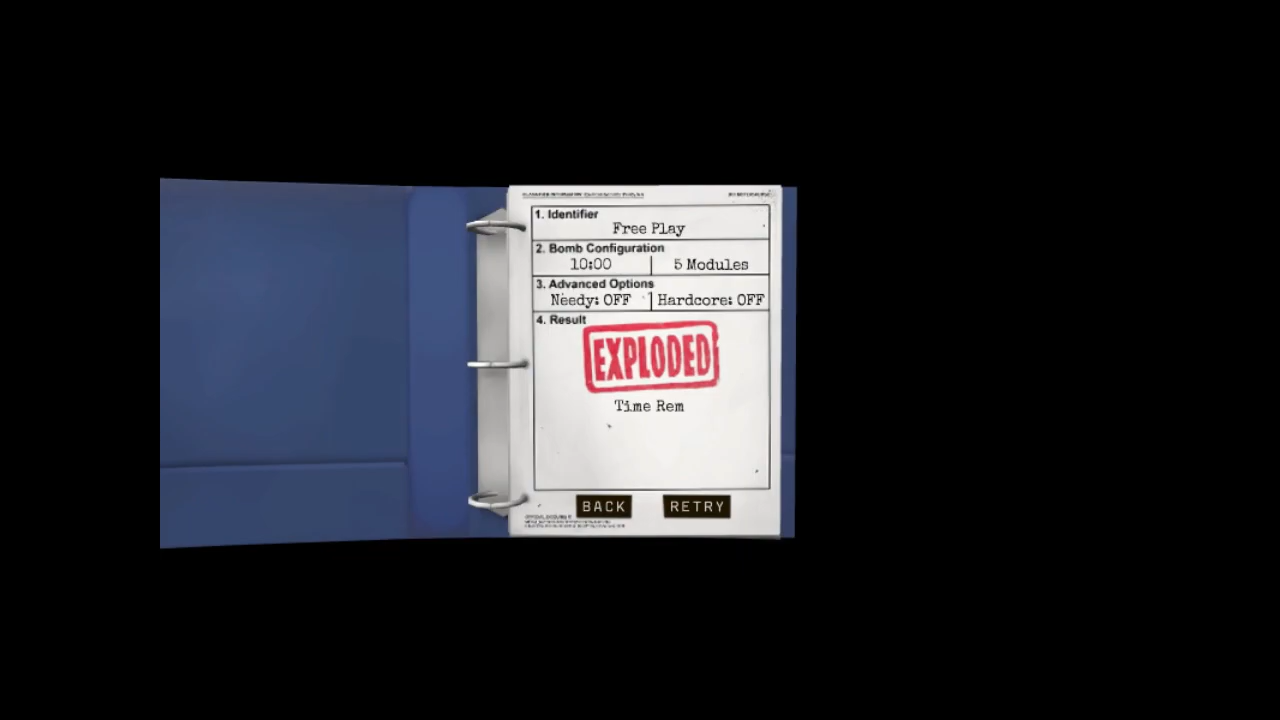 1. Identifier
Free Play
2. Bomb Configuration
10:00 5 Modules
3. Advanced Options
Needy: OFF Hardcore: OFF
4. Result
EXPLODED
Time Rem
BACK RETRY